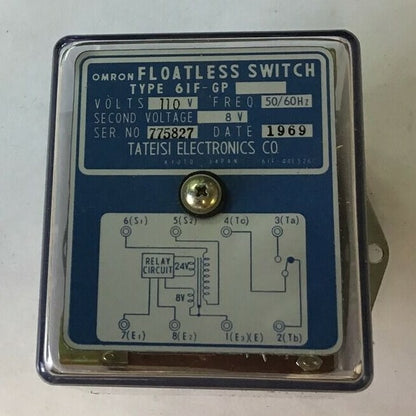 OMRON FLOATLESS SWITCH
TYPE 61F-GP
VOLTS 110 V FREQ 50/60Hz
SECOND VOLTAGE 8 V
SER NO 775827 DATE 1969
TATEISI ELECTRONICS CO.
KYOTO JAPAN
6(S1) 5(S2) 4(Tc) 3(Ta)
RELAY CIRCUIT 24V
8V
7(E1) 8(E2) 1(E3)(E) 2(Tb)